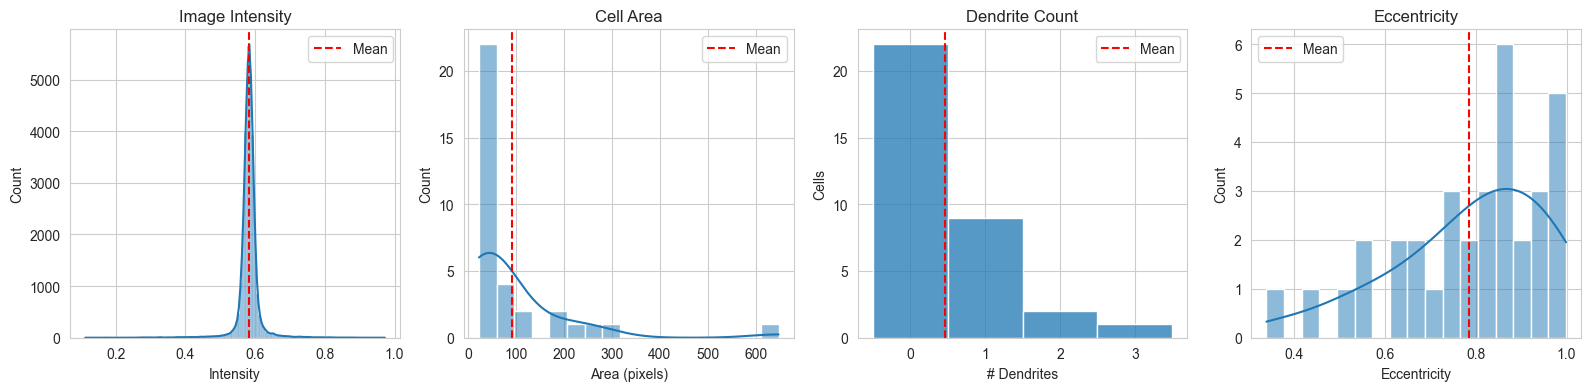 Image Intensity
Mean
5000
4000
3000
2000
1000
0
0.2 0.4 0.6 0.8 1.0
Intensity
Count
Cell Area
Mean
20
15
10
5
0
0 100 200 300 400 500 600
Area (pixels)
Count
Dendrite Count
Mean
20
15
10
5
0
0 1 2 3
# Dendrites
Cells
Eccentricity
Mean
6
5
4
3
2
1
0
0.4 0.6 0.8 1.0
Eccentricity
Count